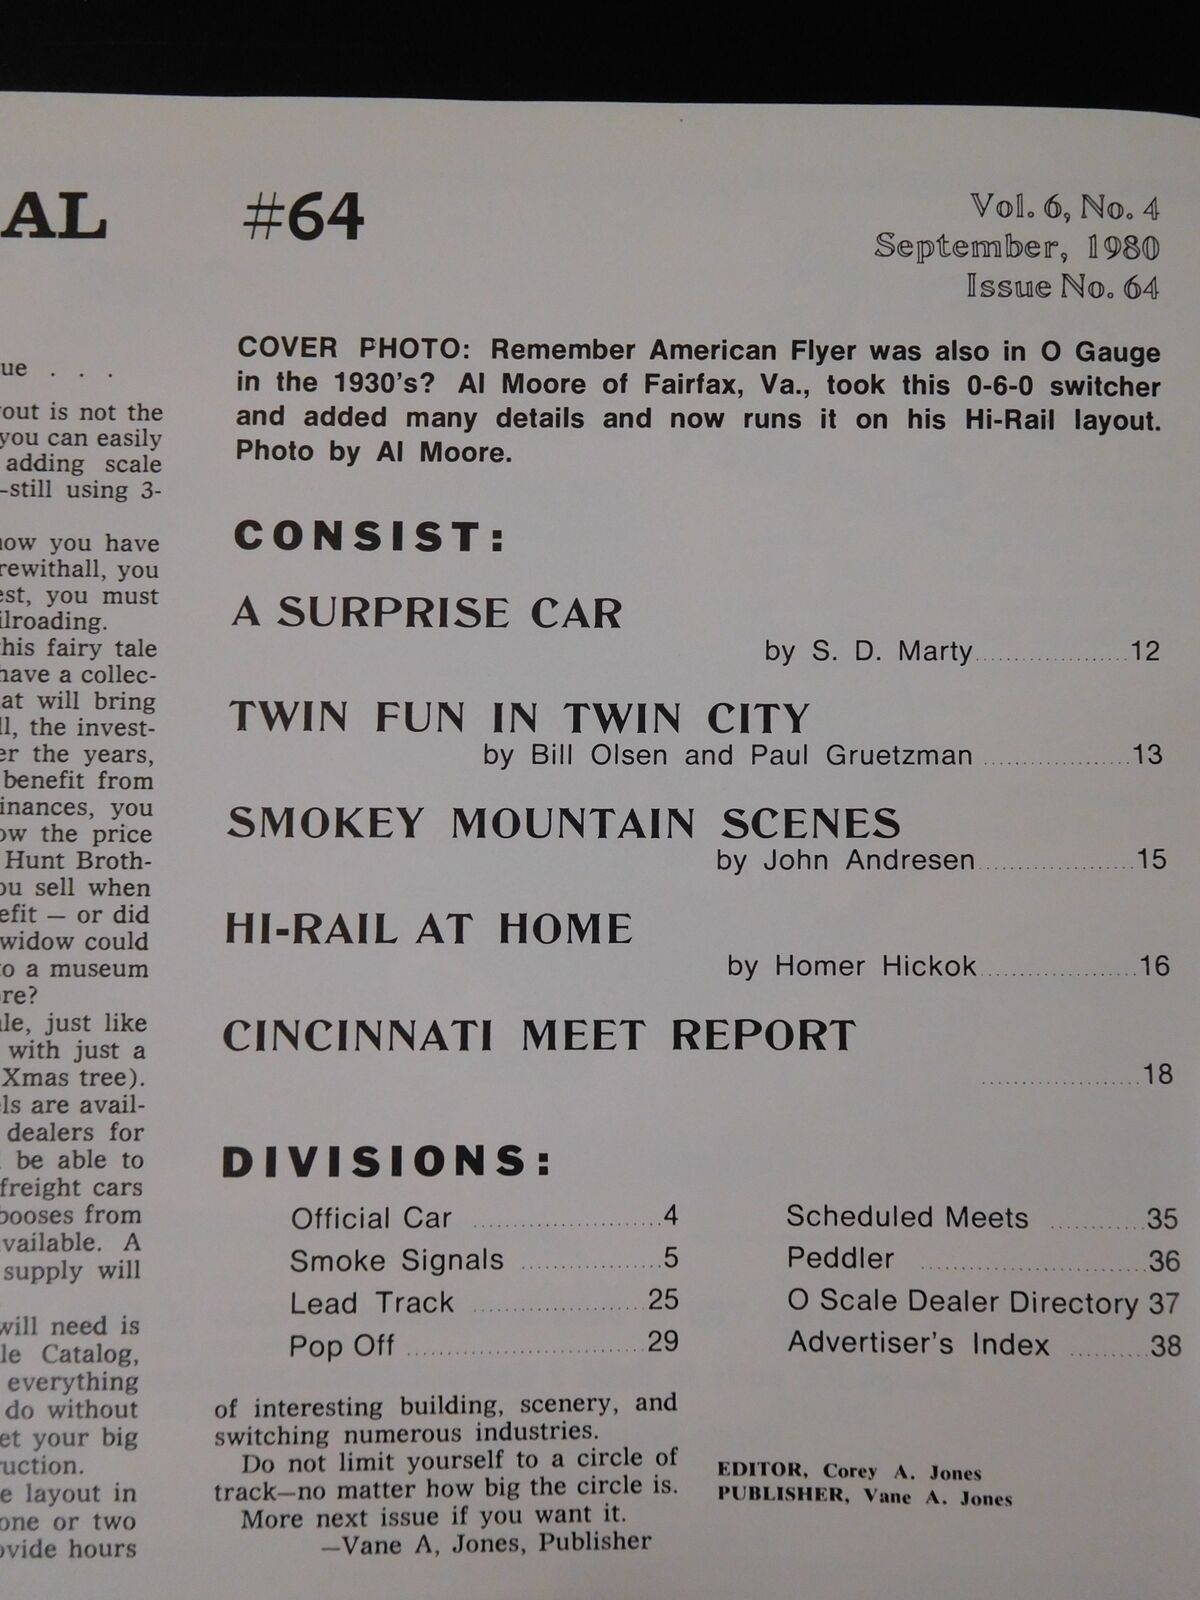 AL #64
Vol. 6, No. 4
September, 1980
Issue No. 64
ue . . .
out is not the
you can easily
adding scale
-still using 3-
now you have
rewithall, you
est, you must
ilroading.
his fairy tale
have a collec-
at will bring
ll, the invest-
er the years,
benefit from
inances, you
ow the price
Hunt Broth-
ou sell when
efit — or did
widow could
o a museum
re?
le, just like
with just a
Xmas tree).
ls are avail-
dealers for
be able to
freight cars
booses from
vailable. A
supply will
will need is
le Catalog,
everything
do without
et your big
ruction.
e layout in
one or two
ovide hours
COVER PHOTO: Remember American Flyer was also in O Gauge
in the 1930's? Al Moore of Fairfax, Va., took this 0-6-0 switcher
and added many details and now runs it on his Hi-Rail layout.
Photo by Al Moore.
CONSIST:
A SURPRISE CAR
by S. D. Marty....................12
TWIN FUN IN TWIN CITY
by Bill Olsen and Paul Gruetzman ....................13
SMOKEY MOUNTAIN SCENES
by John Andresen....................15
HI-RAIL AT HOME
by Homer Hickok....................16
CINCINNATI MEET REPORT
....................18
DIVISIONS:
Official Car ....................4
Smoke Signals ....................5
Lead Track ....................25
Pop Off ....................29
Scheduled Meets ..........35
Peddler ....................36
O Scale Dealer Directory 37
Advertiser's Index ..........38
of interesting building, scenery, and
switching numerous industries.
Do not limit yourself to a circle of
track—no matter how big the circle is.
More next issue if you want it.
—Vane A, Jones, Publisher
EDITOR, Corey A. Jones
PUBLISHER, Vane A. Jones